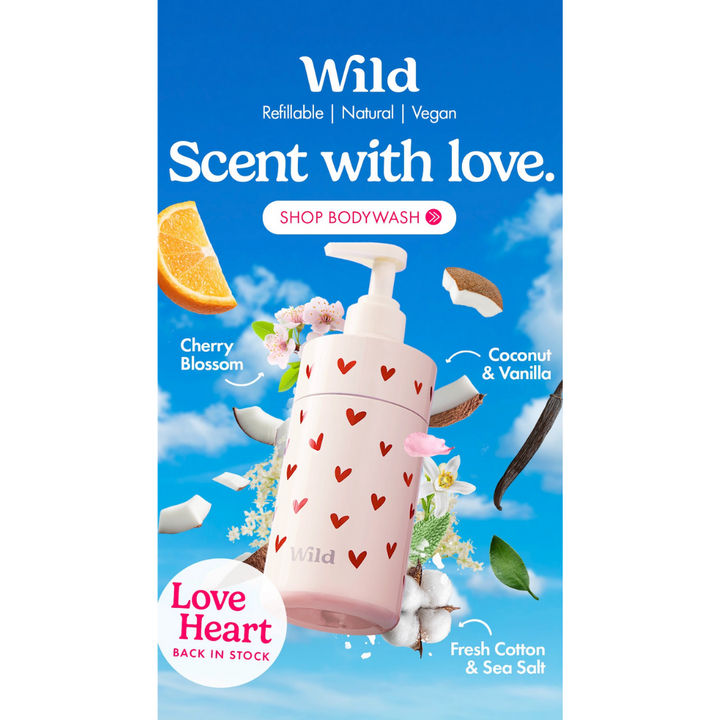 Wild
Refillable | Natural | Vegan
Scent with love.
SHOP BODYWASH
Cherry
Blossom
Coconut
& Vanilla
Wild
Love
Heart
BACK IN STOCK
Fresh Cotton
& Sea Salt